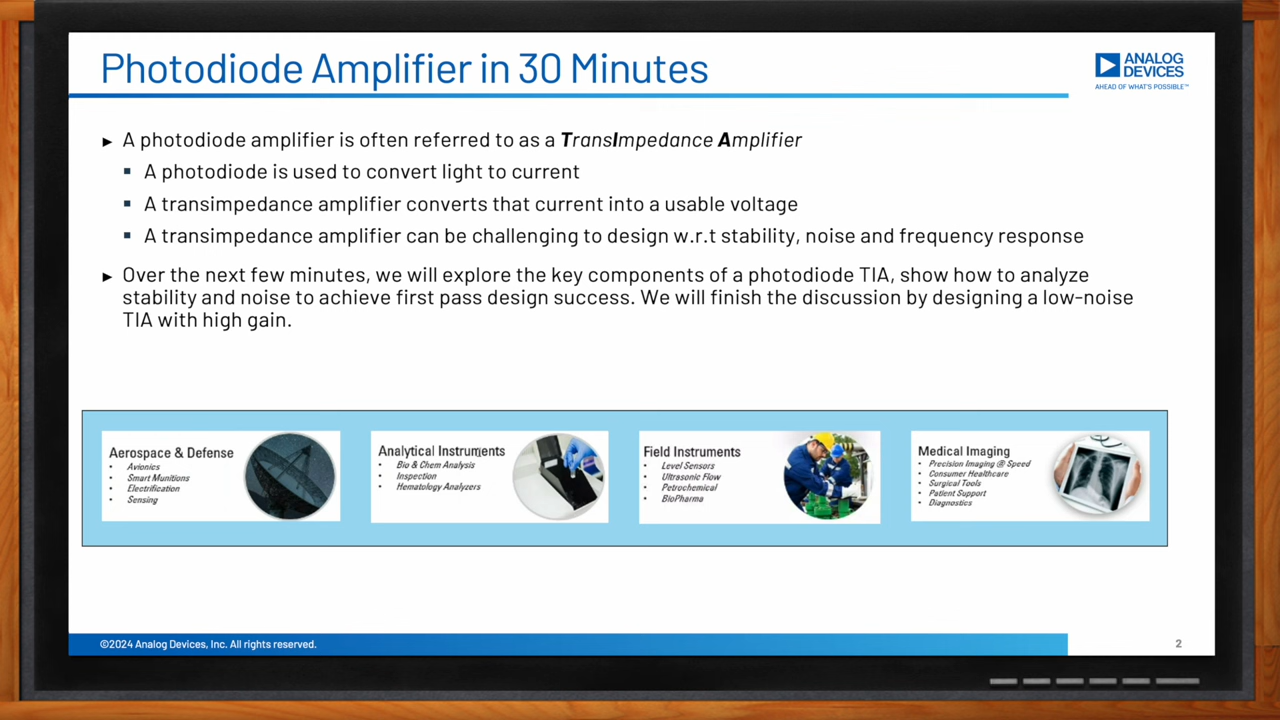 Photodiode Amplifier in 30 Minutes
ANALOG
DEVICES
AHEAD OF WHAT'S POSSIBLE™
► A photodiode amplifier is often referred to as a TransImpedance Amplifier
▪ A photodiode is used to convert light to current
▪ A transimpedance amplifier converts that current into a usable voltage
▪ A transimpedance amplifier can be challenging to design w.r.t stability, noise and frequency response
► Over the next few minutes, we will explore the key components of a photodiode TIA, show how to analyze
stability and noise to achieve first pass design success. We will finish the discussion by designing a low-noise
TIA with high gain.
Aerospace & Defense
• Avionics
• Smart Munitions
• Electrification
• Sensing
Analytical Instruments
• Bio & Chem Analysis
• Inspection
• Hematology Analyzers
Field Instruments
• Level Sensors
• Ultrasonic Flow
• Petrochemical
• BioPharma
Medical Imaging
• Precision Imaging @ Speed
• Consumer Healthcare
• Surgical Tools
• Patient Support
• Diagnostics
©2024 Analog Devices, Inc. All rights reserved.
2